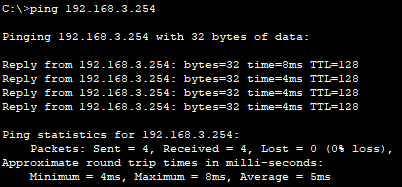 C:\>ping 192.168.3.254
Pinging 192.168.3.254 with 32 bytes of data:
Reply from 192.168.3.254: bytes=32 time=8ms TTL=128
Reply from 192.168.3.254: bytes=32 time=4ms TTL=128
Reply from 192.168.3.254: bytes=32 time=4ms TTL=128
Reply from 192.168.3.254: bytes=32 time=4ms TTL=128
Ping statistics for 192.168.3.254:
    Packets: Sent = 4, Received = 4, Lost = 0 (0% loss),
Approximate round trip times in milli-seconds:
    Minimum = 4ms, Maximum = 8ms, Average = 5ms